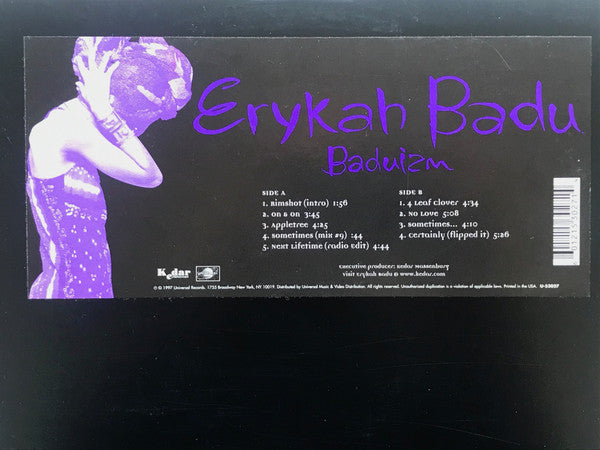 Erykah Badu
Baduizm
SIDE A
1. Rimshot (intro) 1:56
2. on & on 3:45
3. Appletree 4:25
4. sometimes (mix #9) :44
5. Next Lifetime (radio edit) 4:44
SIDE B
1. 4 Leaf Clover 4:34
2. No Love 5:08
3. sometimes... 4:10
4. certainly (flipped it) 5:26
Executive Producer: Kedar Massenburg
visit Erykah Badu @ www.kedar.com
Kedar
℗ © 1997 Universal Records, 1755 Broadway New York, NY 10019. Distributed by Universal Music & Video Distribution. All rights reserved. Unauthorized duplication is a violation of applicable laws. Printed in the USA. U-53027